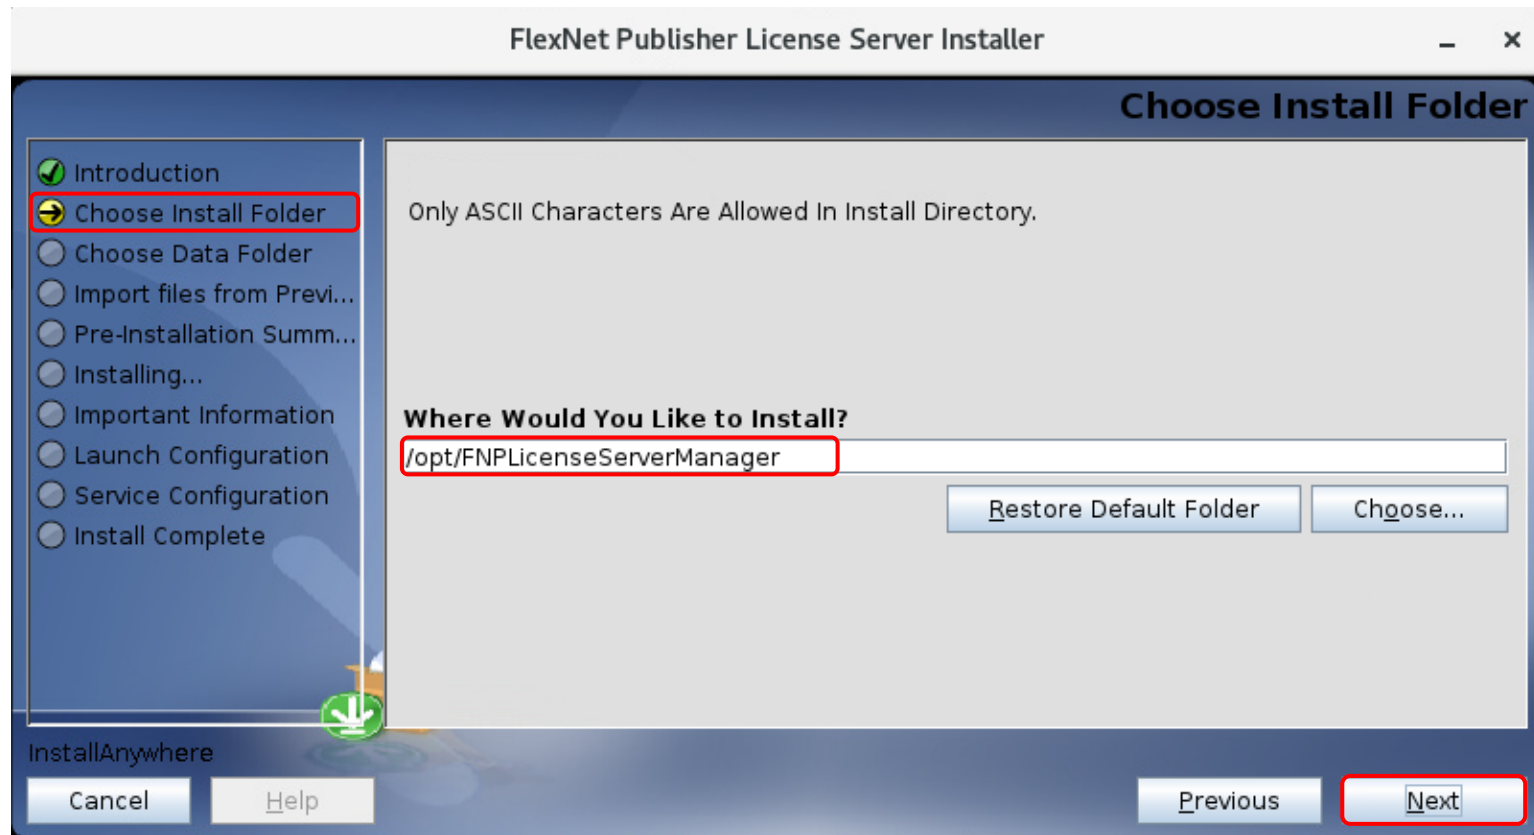 FlexNet Publisher License Server Installer
Choose Install Folder
Introduction
Choose Install Folder
Choose Data Folder
Import files from Previ...
Pre-Installation Summ...
Installing...
Important Information
Launch Configuration
Service Configuration
Install Complete
Only ASCII Characters Are Allowed In Install Directory.
Where Would You Like to Install?
/opt/FNPLicenseServerManager
Restore Default Folder
Choose...
InstallAnywhere
Cancel
Help
Previous
Next